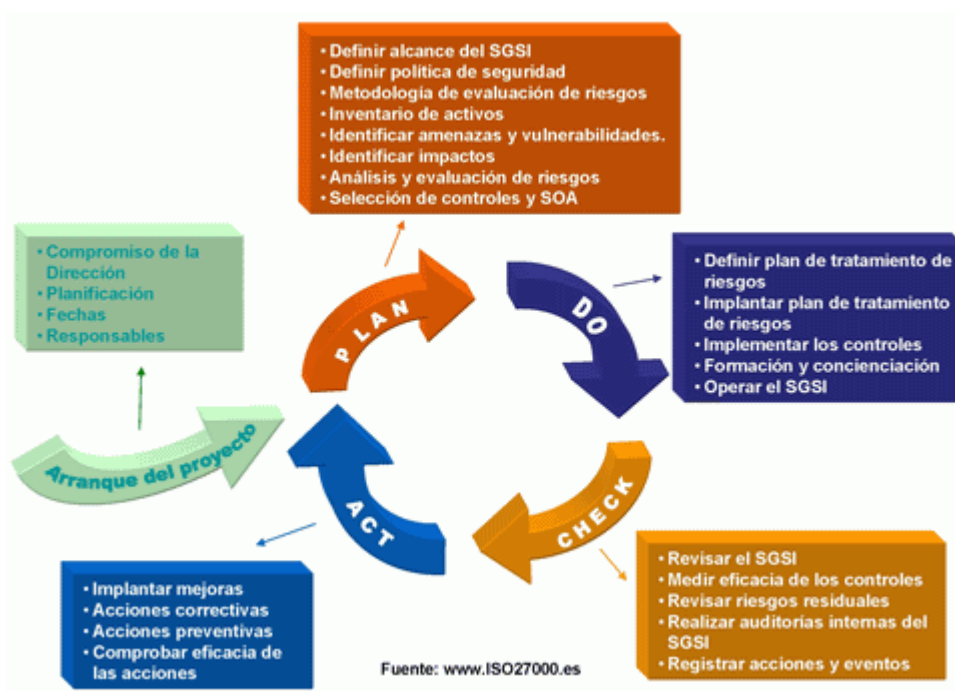 • Definir alcance del SGSI
• Definir política de seguridad
• Metodología de evaluación de riesgos
• Inventario de activos
• Identificar amenazas y vulnerabilidades.
• Identificar impactos
• Análisis y evaluación de riesgos
• Selección de controles y SOA
• Compromiso de la
Dirección
• Planificación
• Fechas
• Responsables
Arranque del proyecto
PLAN
DO
• Definir plan de tratamiento de
riesgos
• Implantar plan de tratamiento
de riesgos
• Implementar los controles
• Formación y concienciación
• Operar el SGSI
CHECK
• Revisar el SGSI
• Medir eficacia de los controles
• Revisar riesgos residuales
• Realizar auditorías internas del
SGSI
• Registrar acciones y eventos
ACT
• Implantar mejoras
• Acciones correctivas
• Acciones preventivas
• Comprobar eficacia de
las acciones
Fuente: www.ISO27000.es